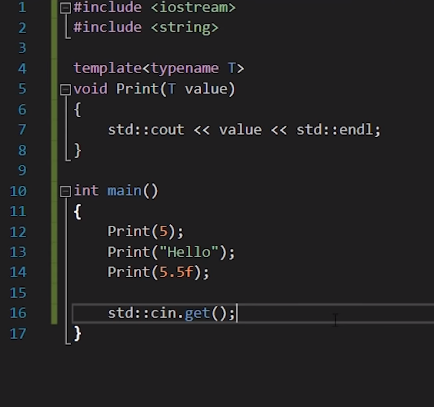 1 #include <iostream>
2 #include <string>
3
4 template<typename T>
5 void Print(T value)
6 {
7     std::cout << value << std::endl;
8 }
9
10 int main()
11 {
12     Print(5);
13     Print("Hello");
14     Print(5.5f);
15
16     std::cin.get();
17 }